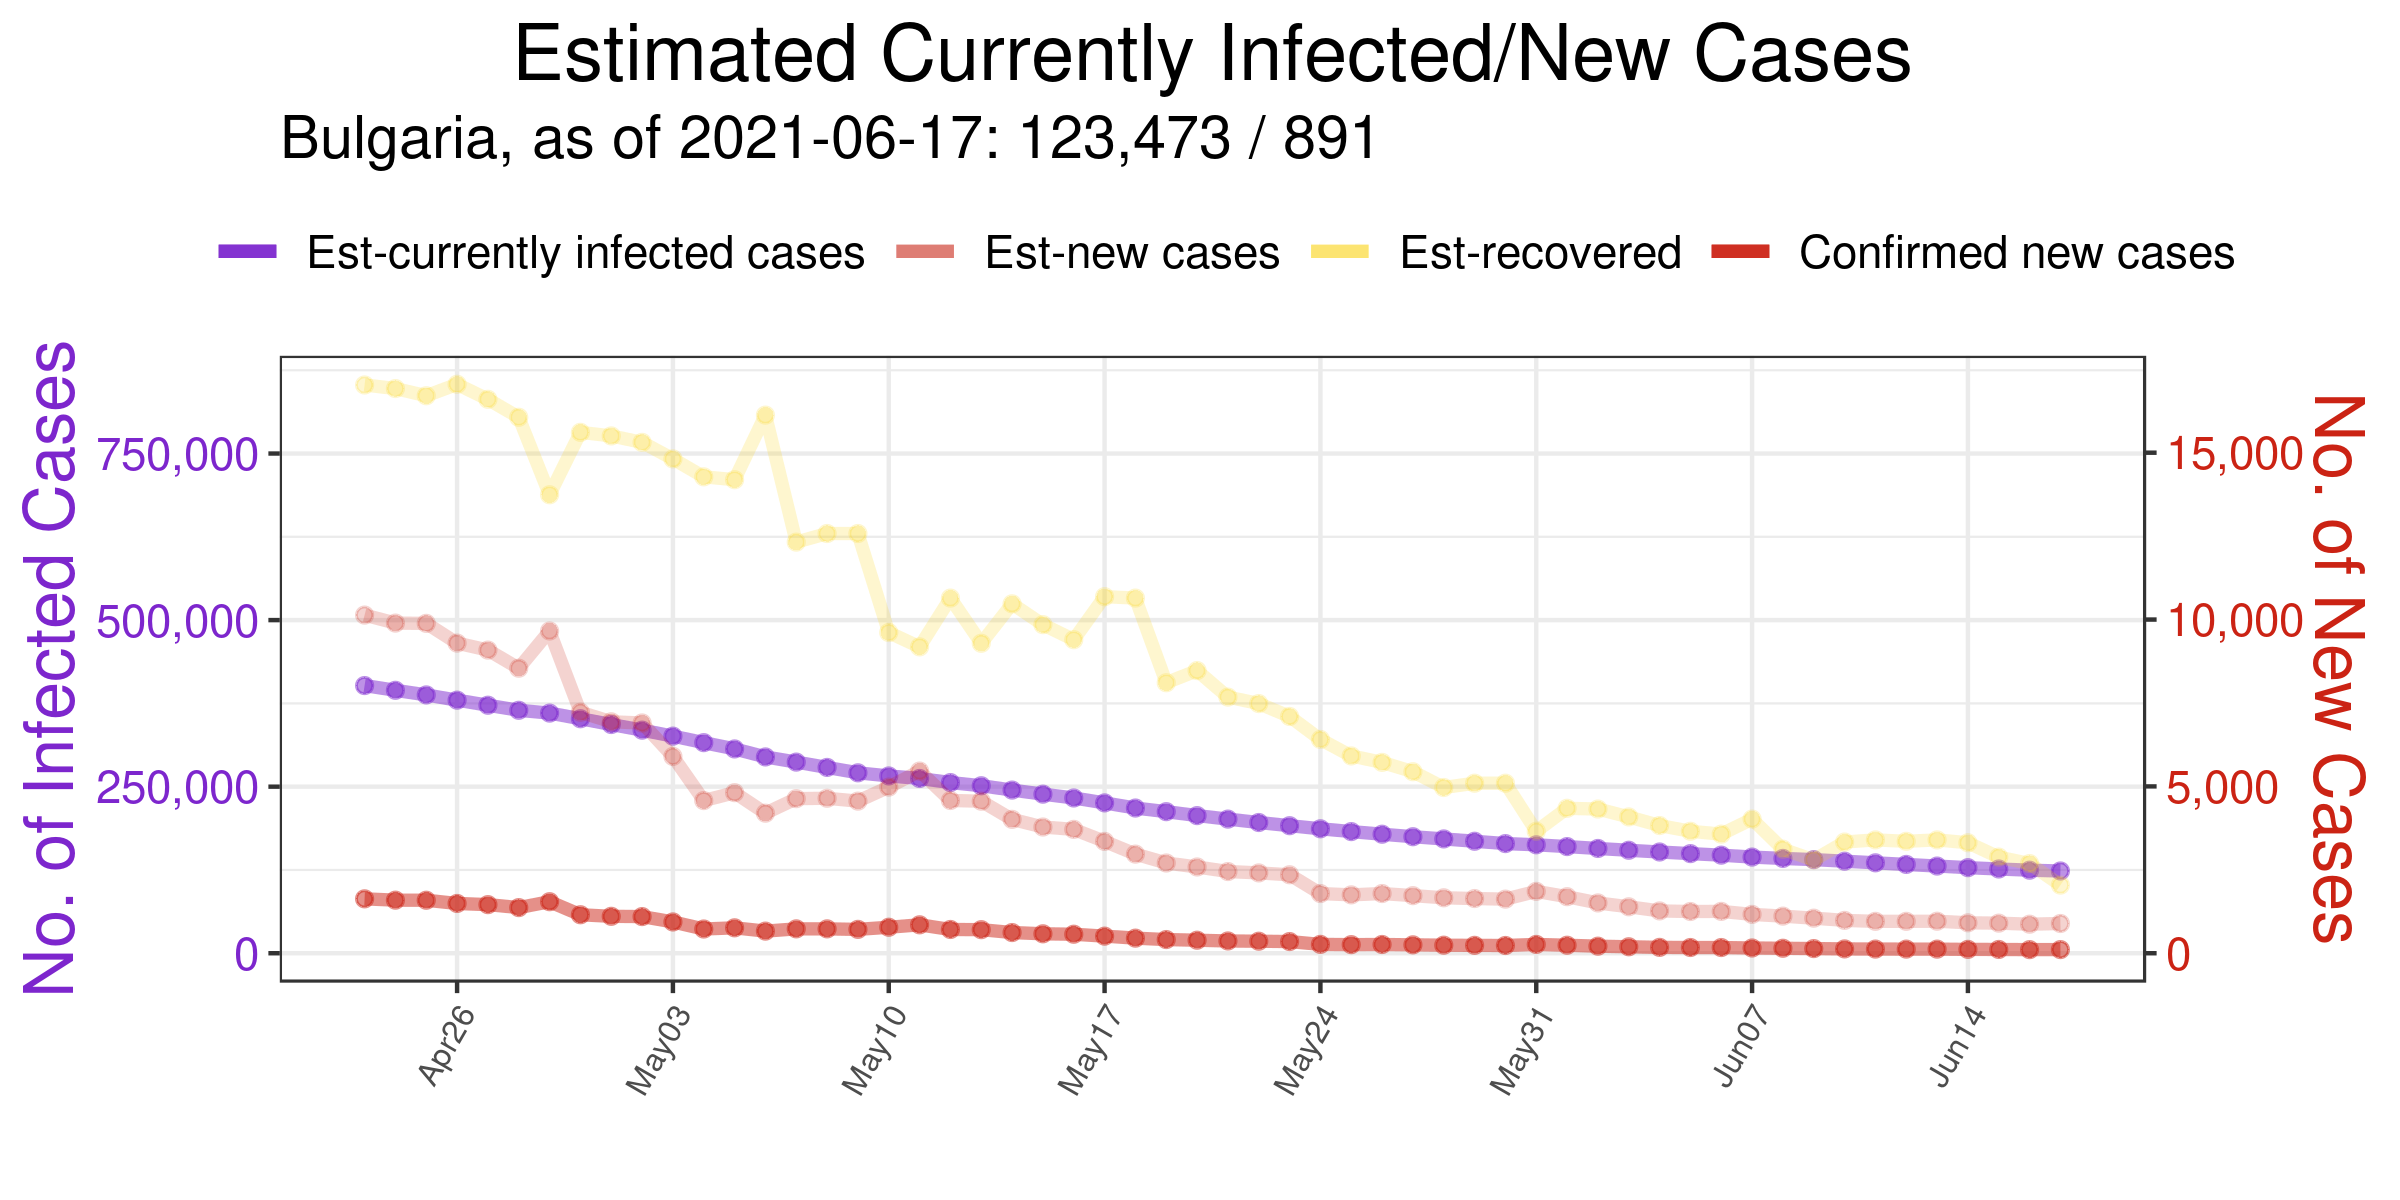 Estimated Currently Infected/New Cases
Bulgaria, as of 2021-06-17: 123,473 / 891
Est-currently infected cases Est-new cases Est-recovered Confirmed new cases
No. of Infected Cases
750,000
500,000
250,000
0
15,000
10,000
5,000
0
No. of New Cases
Apr26 May03 May10 May17 May24 May31 Jun07 Jun14